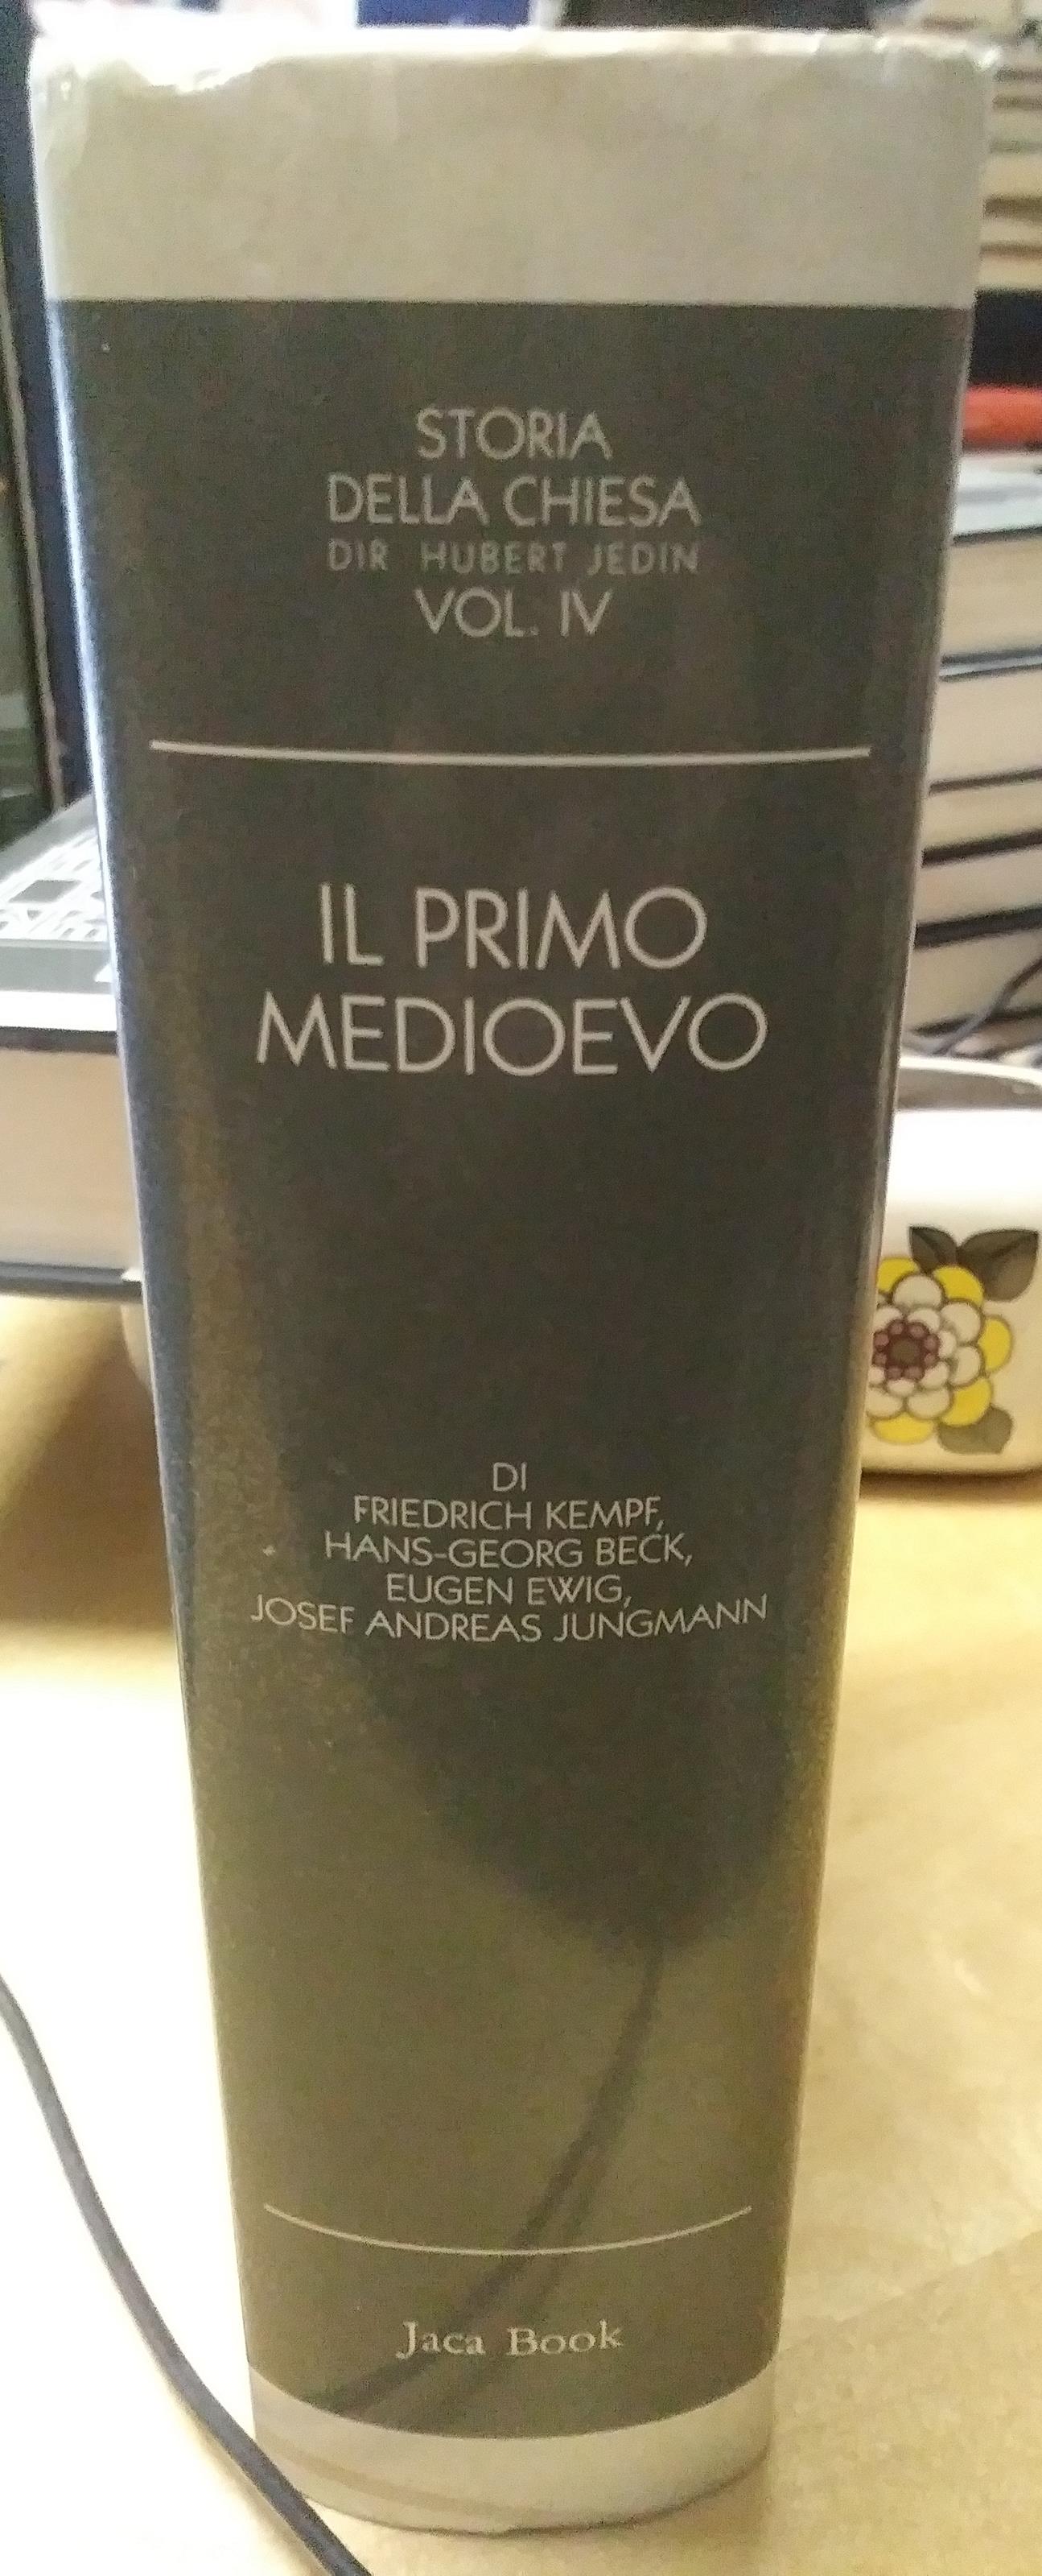 STORIA
DELLA CHIESA
DIR HUBERT JEDIN
VOL. IV
IL PRIMO
MEDIOEVO
DI
FRIEDRICH KEMPF,
HANS-GEORG BECK,
EUGEN EWIG,
JOSEF ANDREAS JUNGMANN
Jaca Book